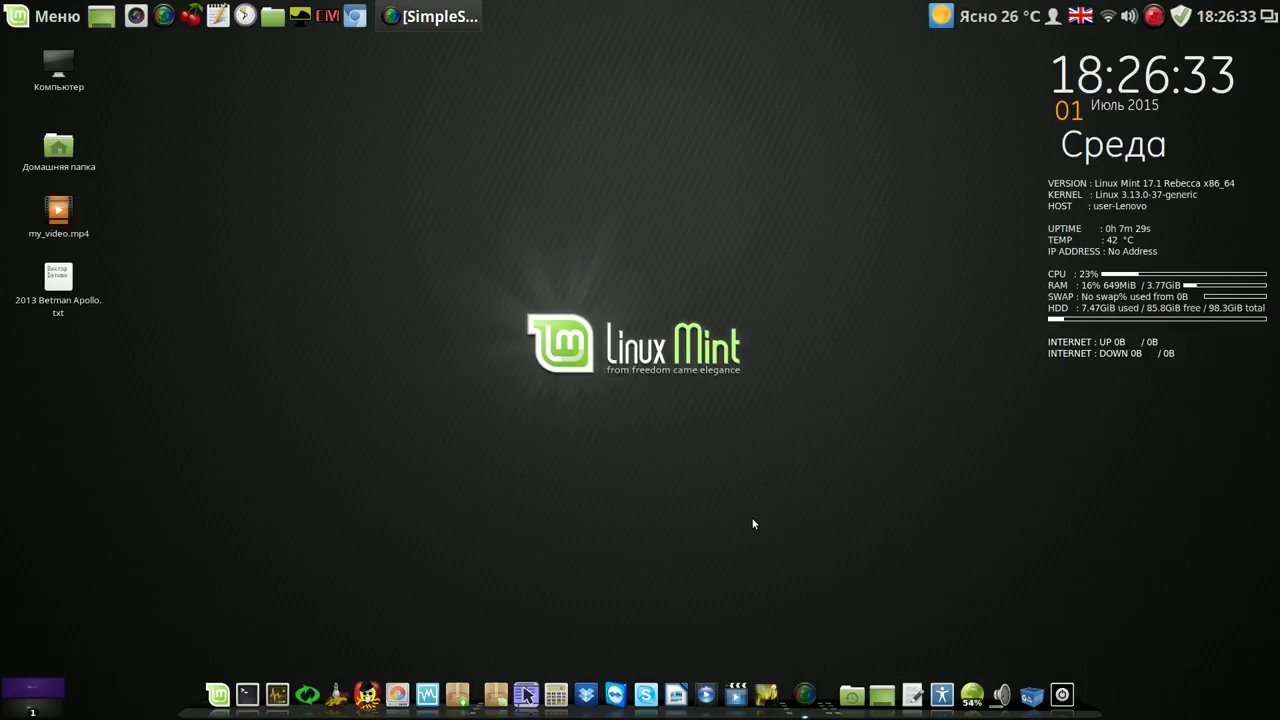 Меню
[SimpleS...
Ясно 26 °C
18:26:33
Компьютер
Домашняя папка
my_video.mp4
Виктор
2013 Betman Apollo.
txt
18:26:33
01 Июль 2015
Среда
VERSION : Linux Mint 17.1 Rebecca x86_64
KERNEL : Linux 3.13.0-37-generic
HOST : user-Lenovo
UPTIME : 0h 7m 29s
TEMP : 42 °C
IP ADDRESS : No Address
CPU : 23%
RAM : 16% 649MiB / 3.77GiB
SWAP : No swap% used from 0B
HDD : 7.47GiB used / 85.8GiB free / 98.3GiB total
INTERNET : UP 0B / 0B
INTERNET : DOWN 0B / 0B
Linux Mint
from freedom came elegance
54%
1